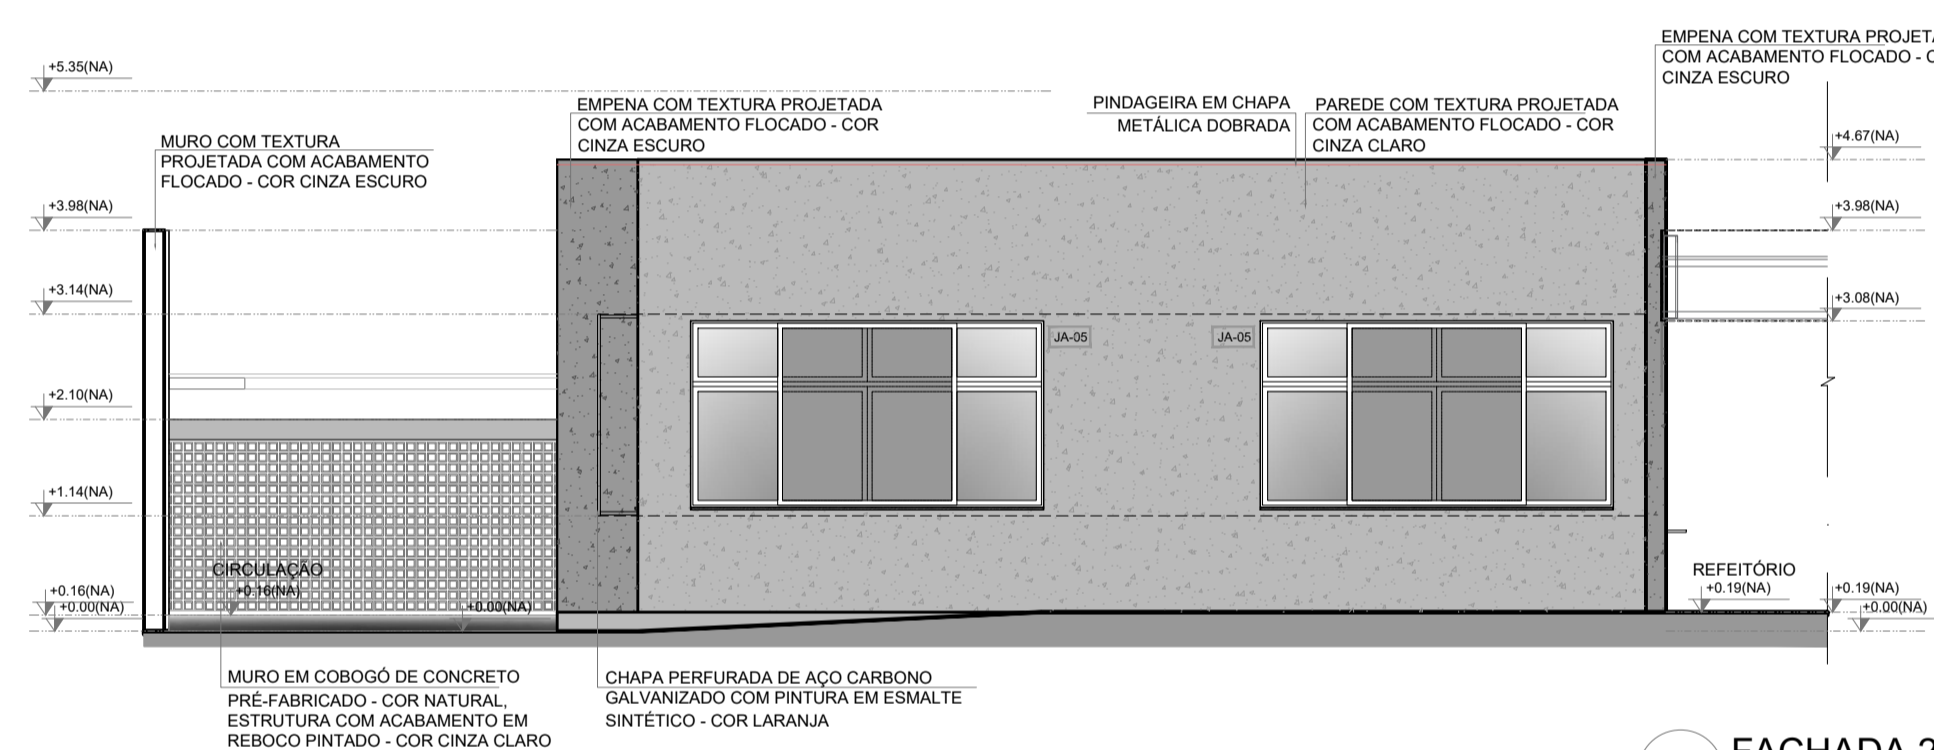 +5.35(NA)
MURO COM TEXTURA
PROJETADA COM ACABAMENTO
FLOCADO - COR CINZA ESCURO
EMPENA COM TEXTURA PROJETADA
COM ACABAMENTO FLOCADO - COR
CINZA ESCURO
PINDAGEIRA EM CHAPA
METÁLICA DOBRADA
PAREDE COM TEXTURA PROJETADA
COM ACABAMENTO FLOCADO - COR
CINZA CLARO
EMPENA COM TEXTURA
COM ACABAMENTO FLOCADO -
CINZA ESCURO
+3.98(NA)
+3.14(NA)
+2.10(NA)
+1.14(NA)
+0.16(NA)
+0.00(NA)
+4.67(NA)
+3.98(NA)
+3.08(NA)
JA-05
JA-05
CIRCULAÇÃO
+0.16(NA)
+0.00(NA)
REFEITÓRIO
+0.19(NA)
+0.19(NA)
+0.00(NA)
MURO EM COBOGÓ DE CONCRETO
PRÉ-FABRICADO - COR NATURAL,
ESTRUTURA COM ACABAMENTO EM
REBOCO PINTADO - COR CINZA CLARO
CHAPA PERFURADA DE AÇO CARBONO
GALVANIZADO COM PINTURA EM ESMALTE
SINTÉTICO - COR LARANJA
FACHADA 2